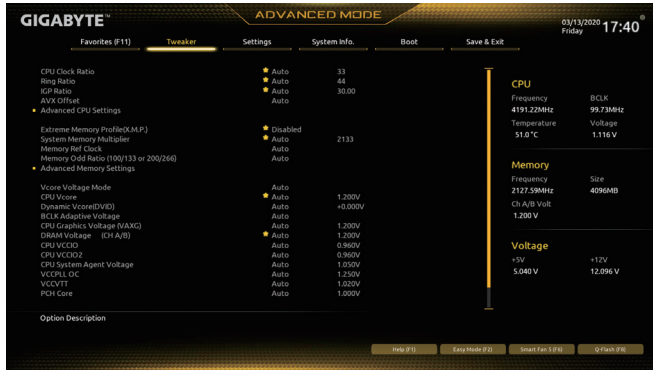 GIGABYTE™
ADVANCED MODE
03/13/2020
Friday
17:40
Favorites (F11) Tweaker Settings System Info. Boot Save & Exit
CPU Clock Ratio Auto 33
Ring Ratio Auto 44
IGP Ratio Auto 30.00
AVX Offset Auto
Advanced CPU Settings
Extreme Memory Profile(X.M.P.) Disabled
System Memory Multiplier Auto 2133
Memory Ref Clock Auto
Memory Odd Ratio (100/133 or 200/266) Auto
Advanced Memory Settings
Vcore Voltage Mode Auto
CPU Vcore Auto 1.200V
Dynamic Vcore(DVID) Auto +0.000V
BCLK Adaptive Voltage Auto
CPU Graphics Voltage (VAXG) Auto 1.200V
DRAM Voltage (CH A/B) Auto 1.200V
CPU VCCIO Auto 0.960V
CPU VCCIO2 Auto 0.960V
CPU System Agent Voltage Auto 1.050V
VCCPLL OC Auto 1.250V
VCCVTT Auto 1.020V
PCH Core Auto 1.000V
CPU
Frequency BCLK
4191.22MHz 99.73MHz
Temperature Voltage
51.0°C 1.116 V
Memory
Frequency Size
2127.59MHz 4096MB
Ch A/B Volt
1.200 V
Voltage
+5V +12V
5.040 V 12.096 V
Option Description
Help (F1) Easy Mode (F2) Smart Fan 5 (F6) Q-Flash (F8)